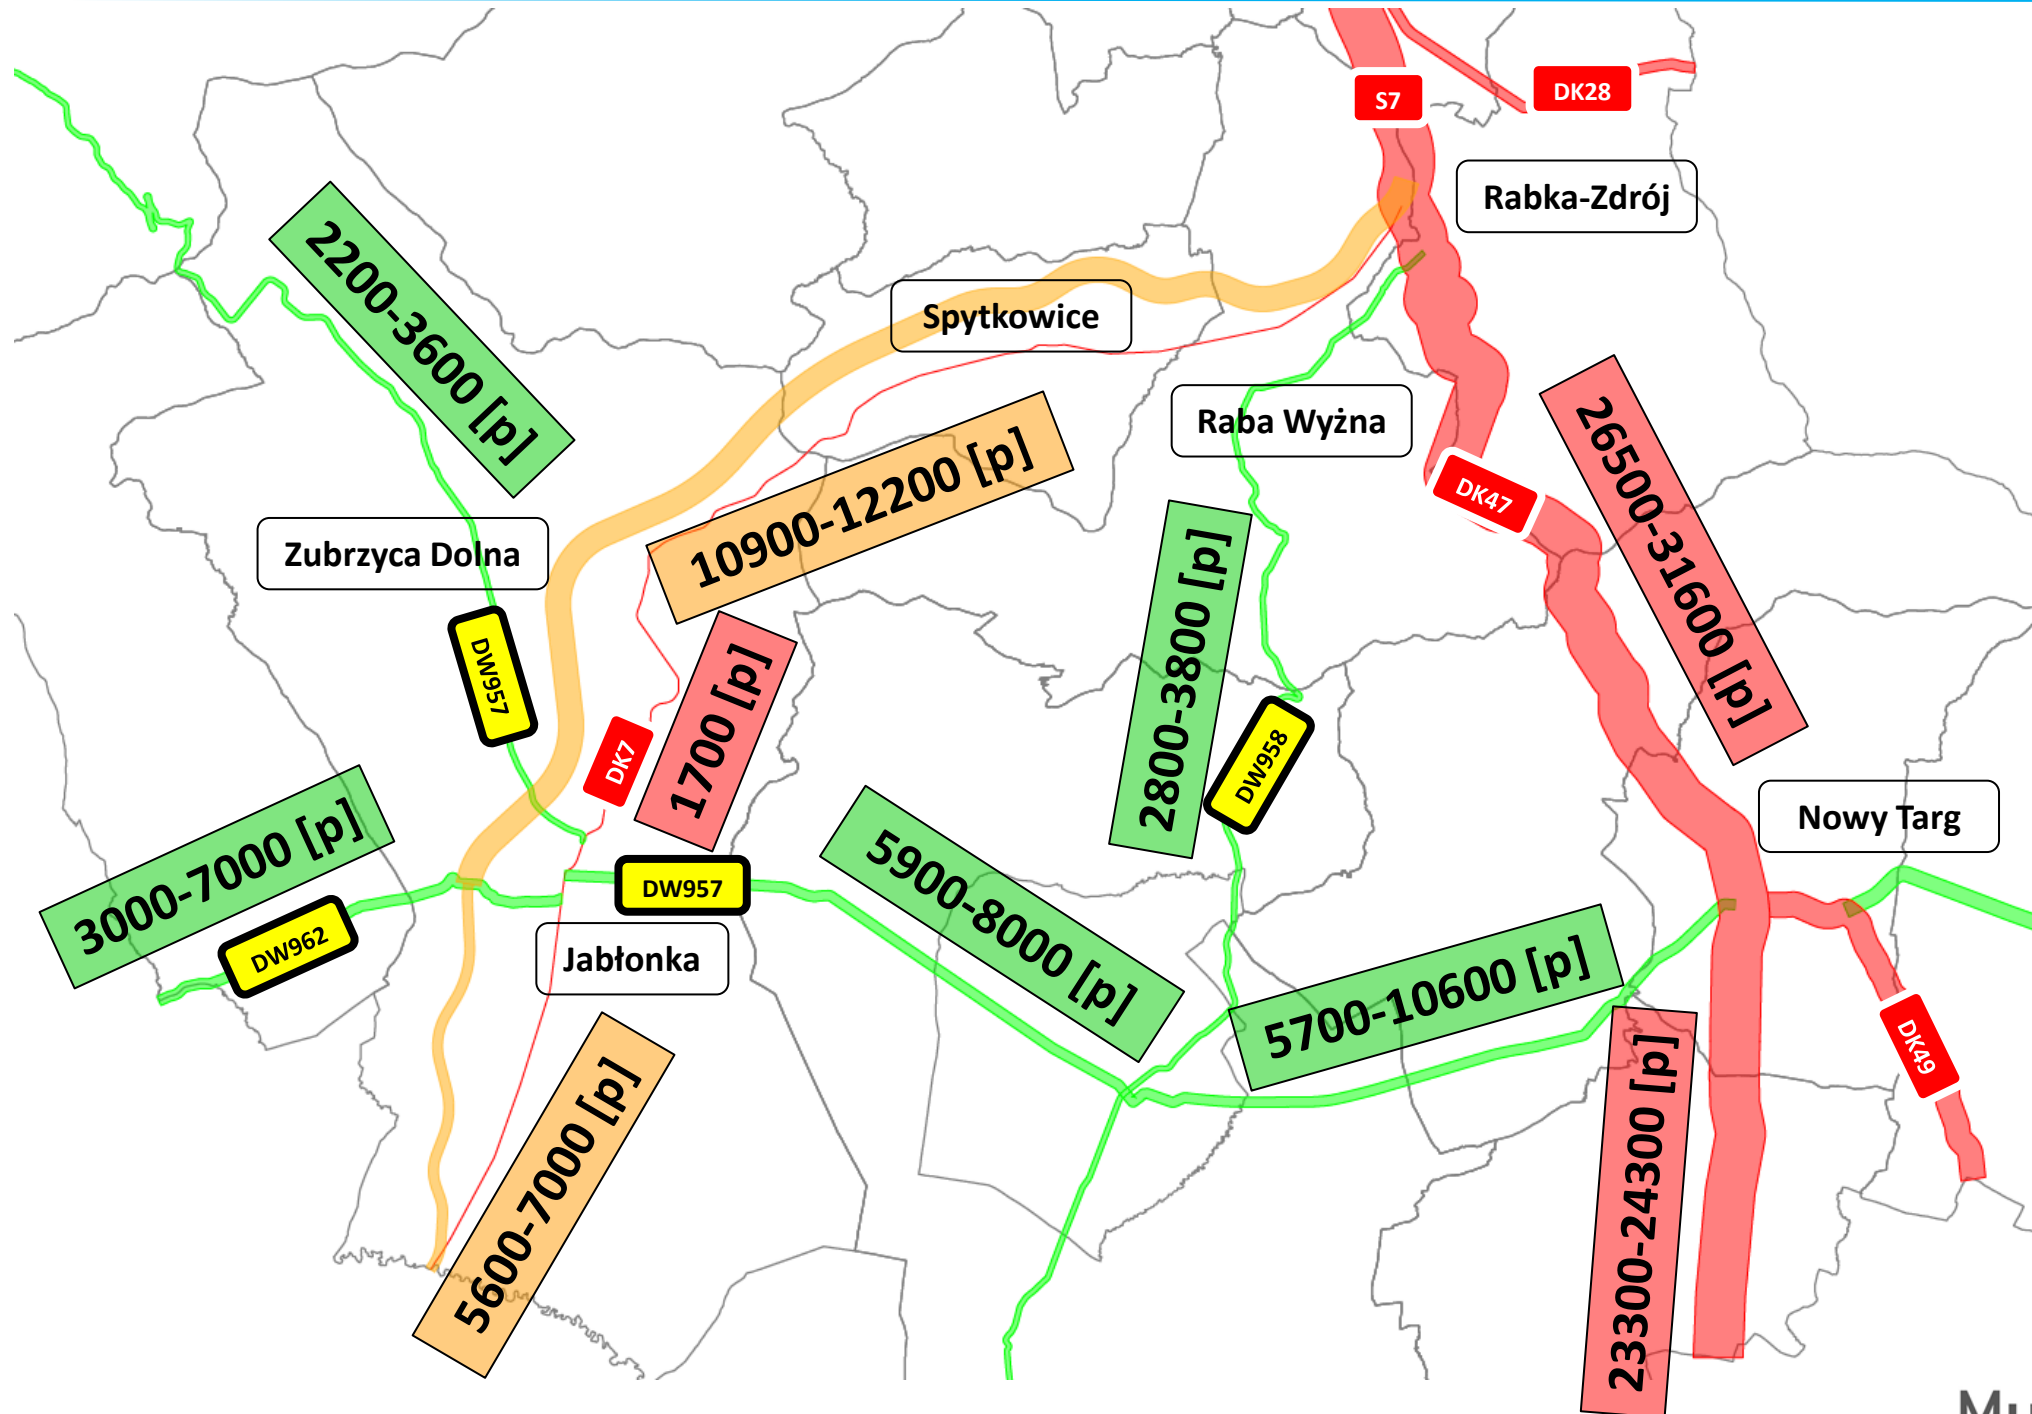 S7
DK28
Rabka-Zdrój
2200-3600 [p]
Spytkowice
Raba Wyżna
26500-31600 [p]
10900-12200 [p]
DK47
Zubrzyca Dolna
2800-3800 [p]
DW957
1700 [p]
DK7
DW958
Nowy Targ
3000-7000 [p]
5900-8000 [p]
DW957
DW962
Jabłonka
5700-10600 [p]
DK49
5600-7000 [p]
23300-24300 [p]